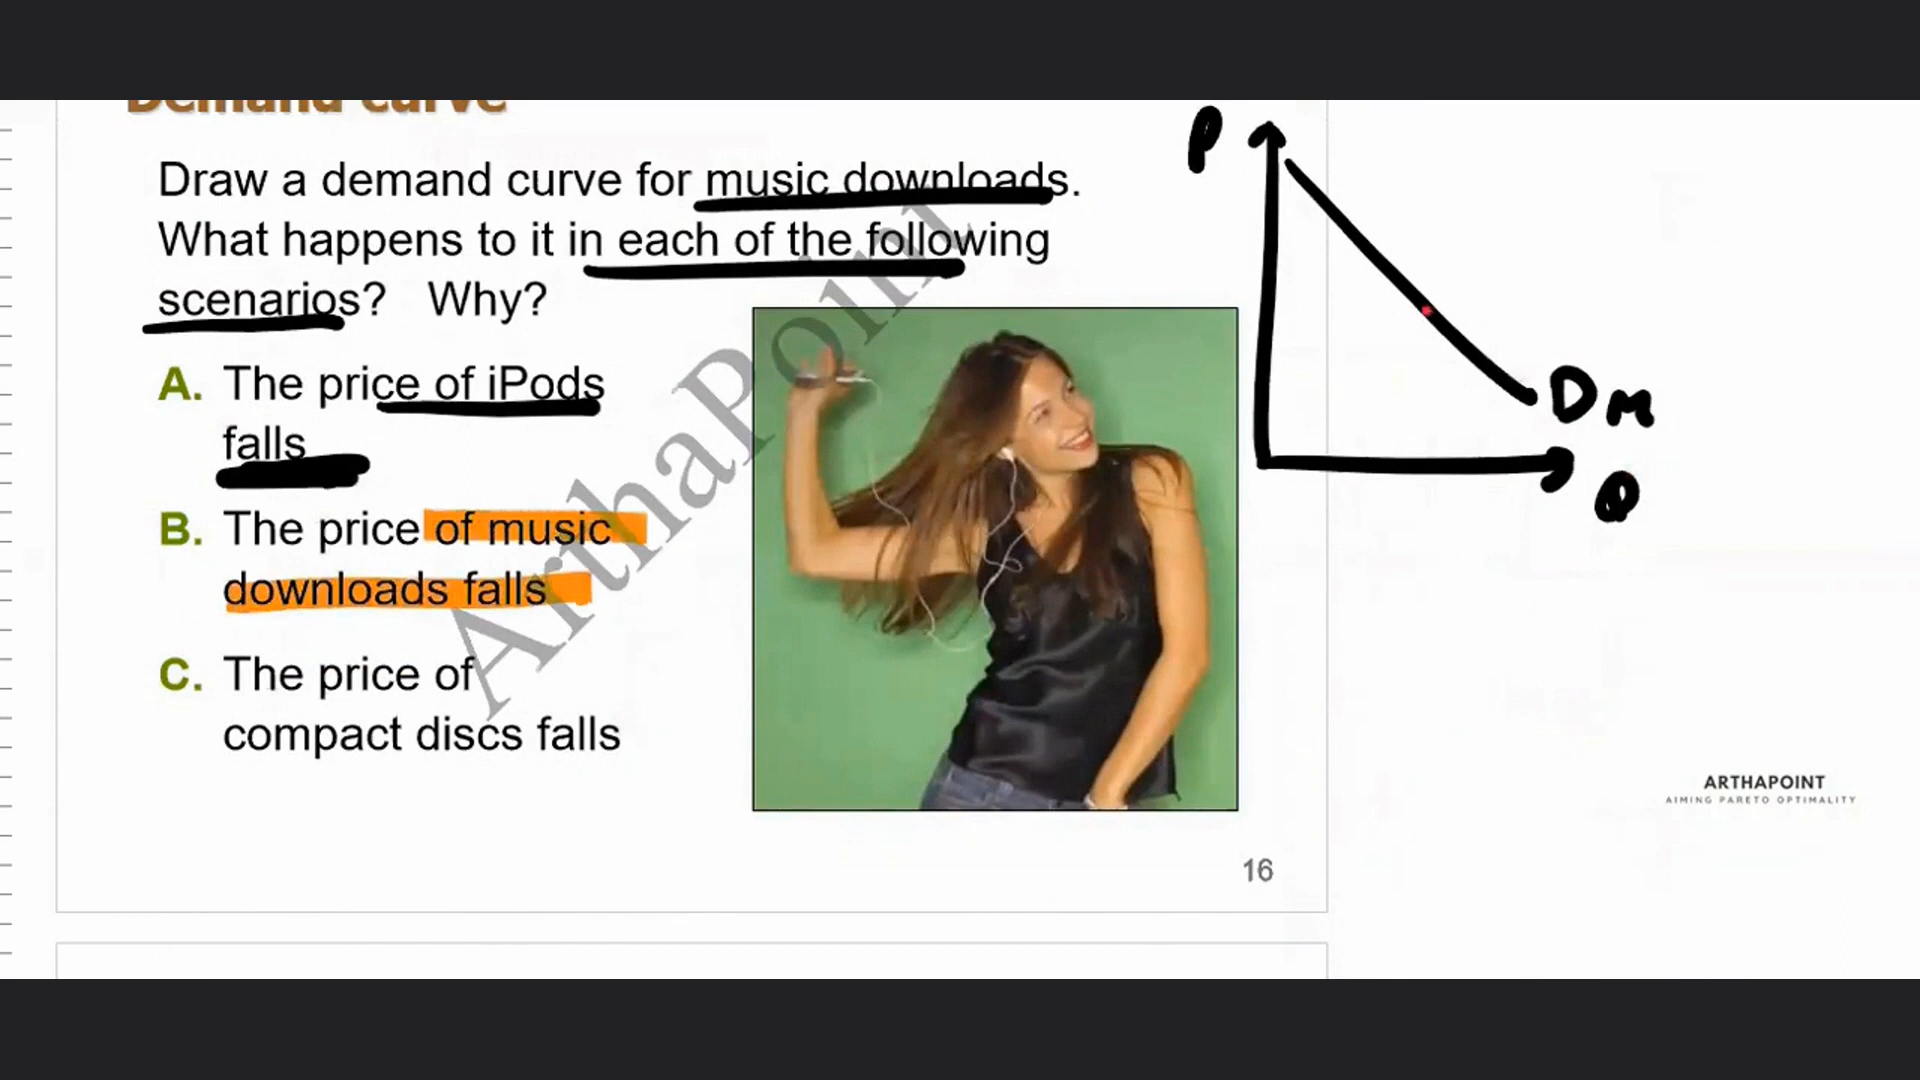 Demand Curve
P
Draw a demand curve for music downloads.
What happens to it in each of the following
scenarios? Why?
A. The price of iPods
falls
DM
Q
B. The price of music
downloads falls
C. The price of
compact discs falls
ArthaPoint
ARTHAPOINT
AIMING PARETO OPTIMALITY
16